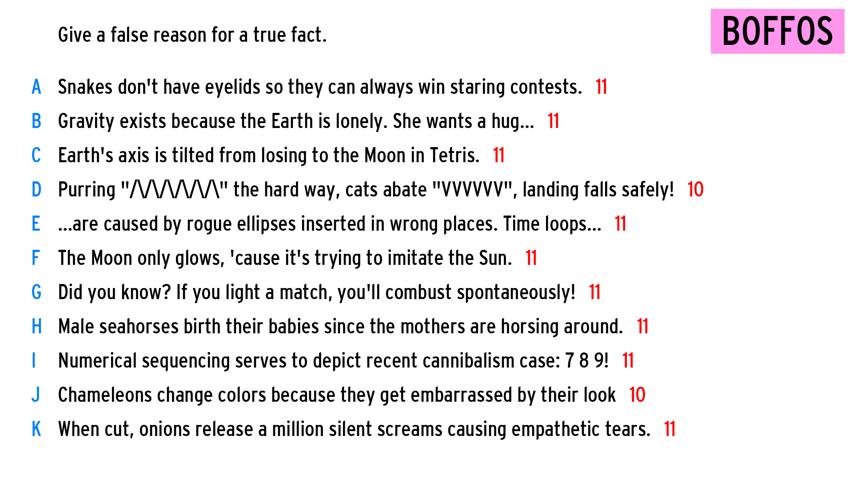 Give a false reason for a true fact.
BOFFOS
A Snakes don't have eyelids so they can always win staring contests. 11
B Gravity exists because the Earth is lonely. She wants a hug... 11
C Earth's axis is tilted from losing to the Moon in Tetris. 11
D Purring "/\/\/\/\/\/\/\" the hard way, cats abate "VVVVVV", landing falls safely! 10
E ...are caused by rogue ellipses inserted in wrong places. Time loops... 11
F The Moon only glows, 'cause it's trying to imitate the Sun. 11
G Did you know? If you light a match, you'll combust spontaneously! 11
H Male seahorses birth their babies since the mothers are horsing around. 11
I Numerical sequencing serves to depict recent cannibalism case: 7 8 9! 11
J Chameleons change colors because they get embarrassed by their look 10
K When cut, onions release a million silent screams causing empathetic tears. 11